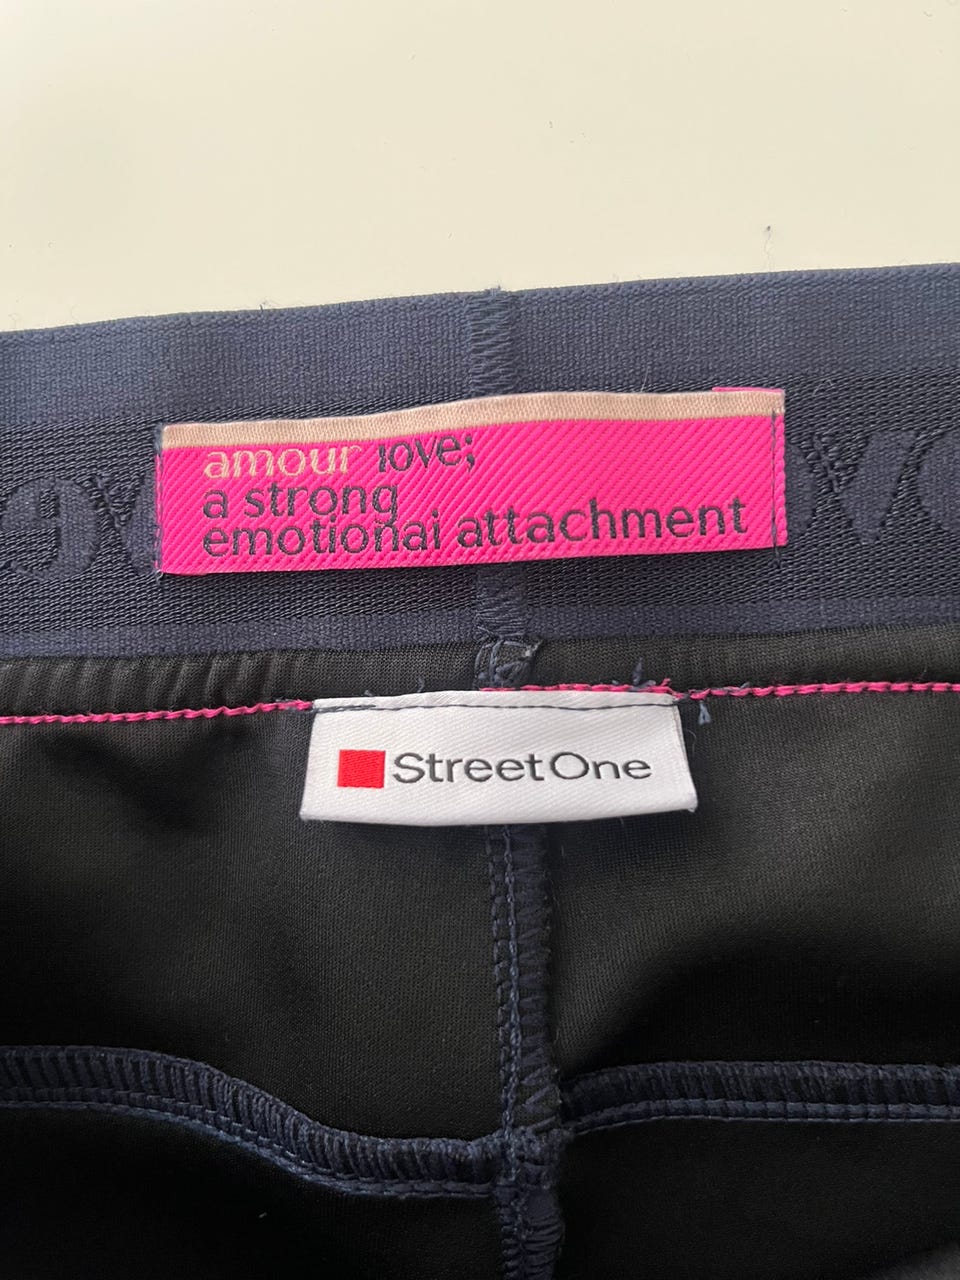 amour love;
a strong
emotional attachment
StreetOne